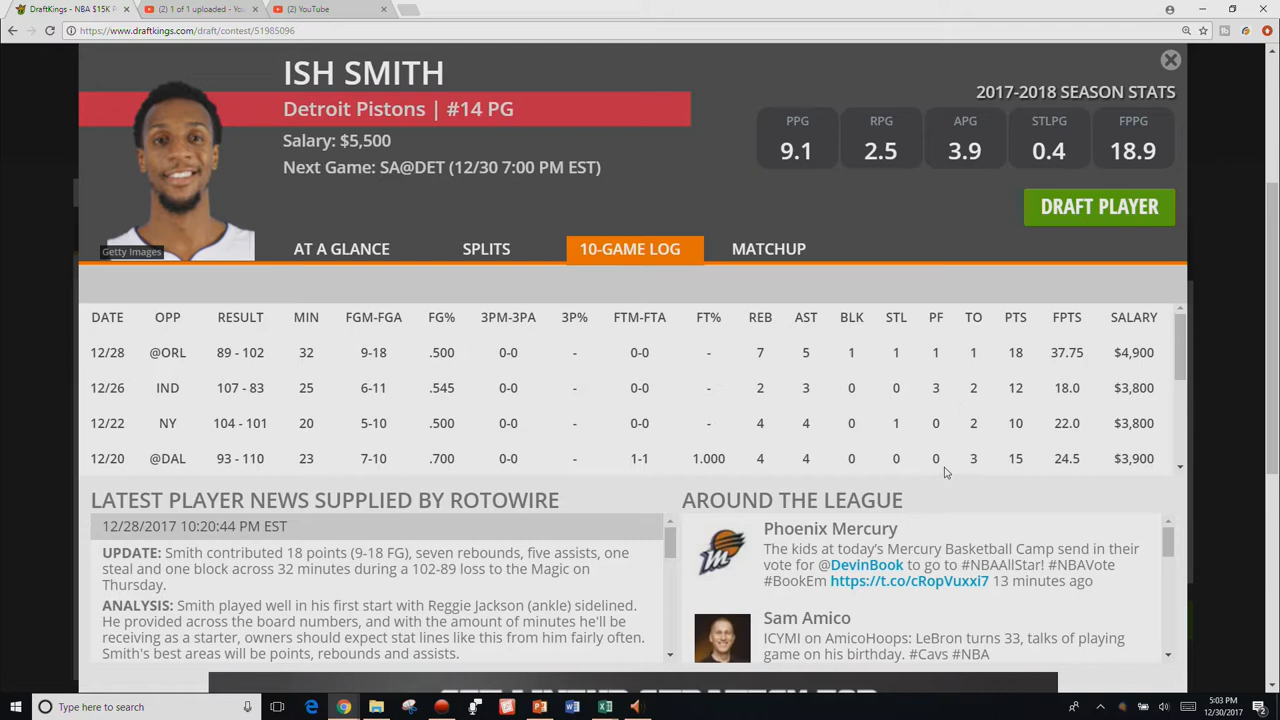 DraftKings - NBA $15K P
(2) 1 of 1 uploaded - You
(2) YouTube
https://www.draftkings.com/draft/contest/51985096
ISH SMITH
Detroit Pistons | #14 PG
Salary: $5,500
Next Game: SA@DET (12/30 7:00 PM EST)
Getty Images
2017-2018 SEASON STATS
PPG RPG APG STLPG FPPG
9.1 2.5 3.9 0.4 18.9
DRAFT PLAYER
AT A GLANCE SPLITS 10-GAME LOG MATCHUP
DATE OPP RESULT MIN FGM-FGA FG% 3PM-3PA 3P% FTM-FTA FT% REB AST BLK STL PF TO PTS FPTS SALARY
12/28 @ORL 89 - 102 32 9-18 .500 0-0 - 0-0 - 7 5 1 1 1 1 18 37.75 $4,900
12/26 IND 107 - 83 25 6-11 .545 0-0 - 0-0 - 2 3 0 0 3 2 12 18.0 $3,800
12/22 NY 104 - 101 20 5-10 .500 0-0 - 0-0 - 4 4 0 1 0 2 10 22.0 $3,800
12/20 @DAL 93 - 110 23 7-10 .700 0-0 - 1-1 1.000 4 4 0 0 0 3 15 24.5 $3,900
LATEST PLAYER NEWS SUPPLIED BY ROTOWIRE
12/28/2017 10:20:44 PM EST
UPDATE: Smith contributed 18 points (9-18 FG), seven rebounds, five assists, one
steal and one block across 32 minutes during a 102-89 loss to the Magic on
Thursday.
ANALYSIS: Smith played well in his first start with Reggie Jackson (ankle) sidelined.
He provided across the board numbers, and with the amount of minutes he'll be
receiving as a starter, owners should expect stat lines like this from him fairly often.
Smith's best areas will be points, rebounds and assists.
AROUND THE LEAGUE
Phoenix Mercury
The kids at today's Mercury Basketball Camp send in their
vote for @DevinBook to go to #NBAAllStar! #NBAVote
#BookEm https://t.co/cRopVuxxi7 13 minutes ago
Sam Amico
ICYMI on AmicoHoops: LeBron turns 33, talks of playing
game on his birthday. #Cavs #NBA
Type here to search
5:03 PM
12/30/2017